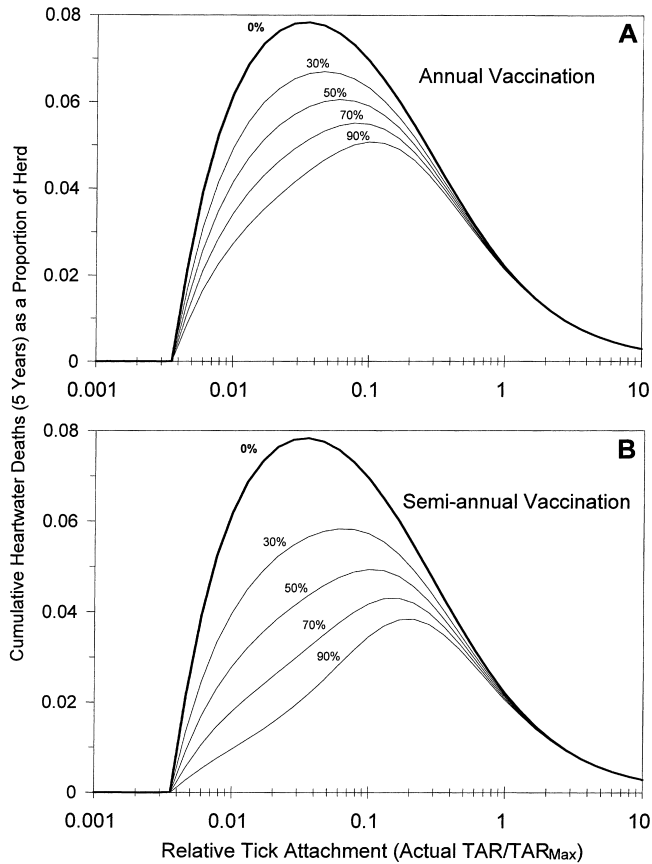 Cumulative Heartwater Deaths (5 Years) as a Proportion of Herd
A
Annual Vaccination
0.08
0.06
0.04
0.02
0
0%
30%
50%
70%
90%
0.001 0.01 0.1 1 10
B
Semi-annual Vaccination
0.08
0.06
0.04
0.02
0
0%
30%
50%
70%
90%
0.001 0.01 0.1 1 10
Relative Tick Attachment (Actual TAR/TARMax)